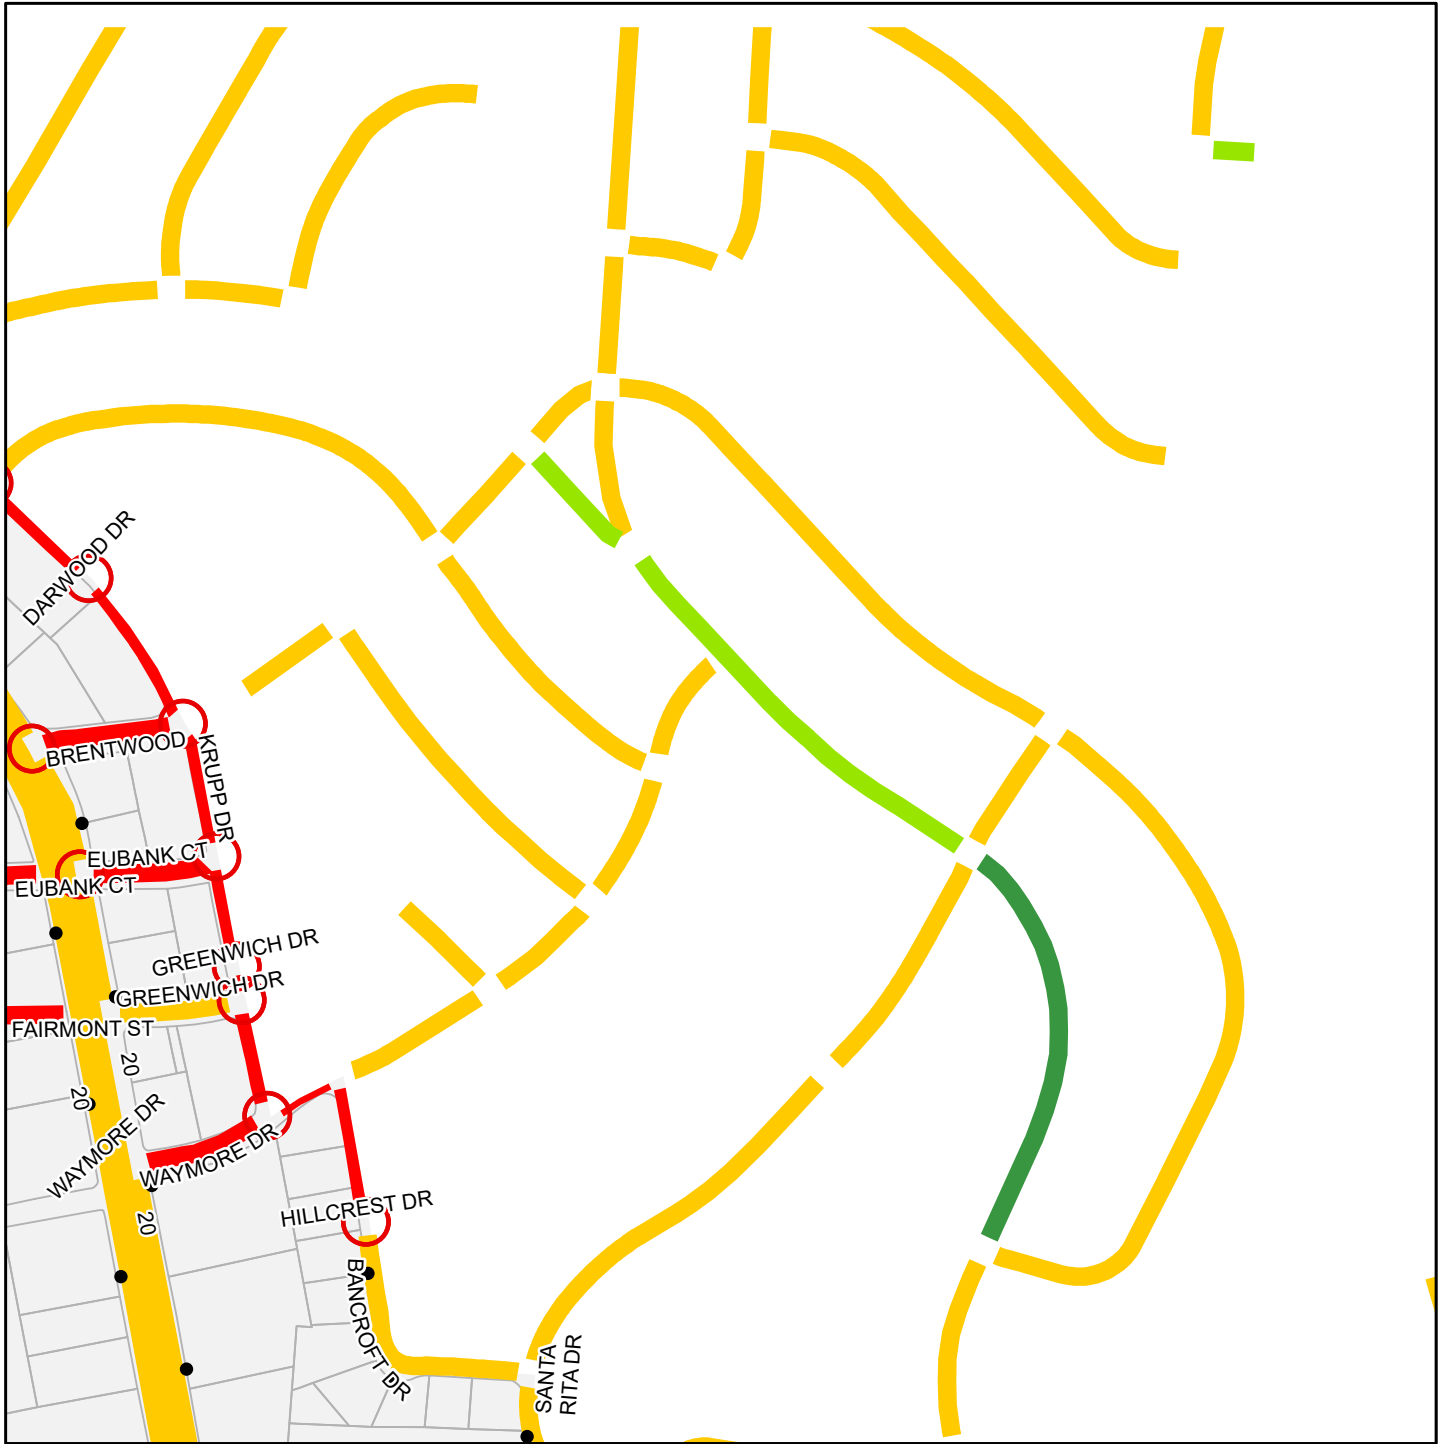 DARWOOD DR
BRENTWOOD
KRUPP DR
EUBANK CT
EUBANK CT
GREENWICH DR
GREENWICH DR
FAIRMONT ST
20
20
WAYMORE DR
WAYMORE DR
20
HILLCREST DR
BANCROFT DR
SANTA
RITA DR